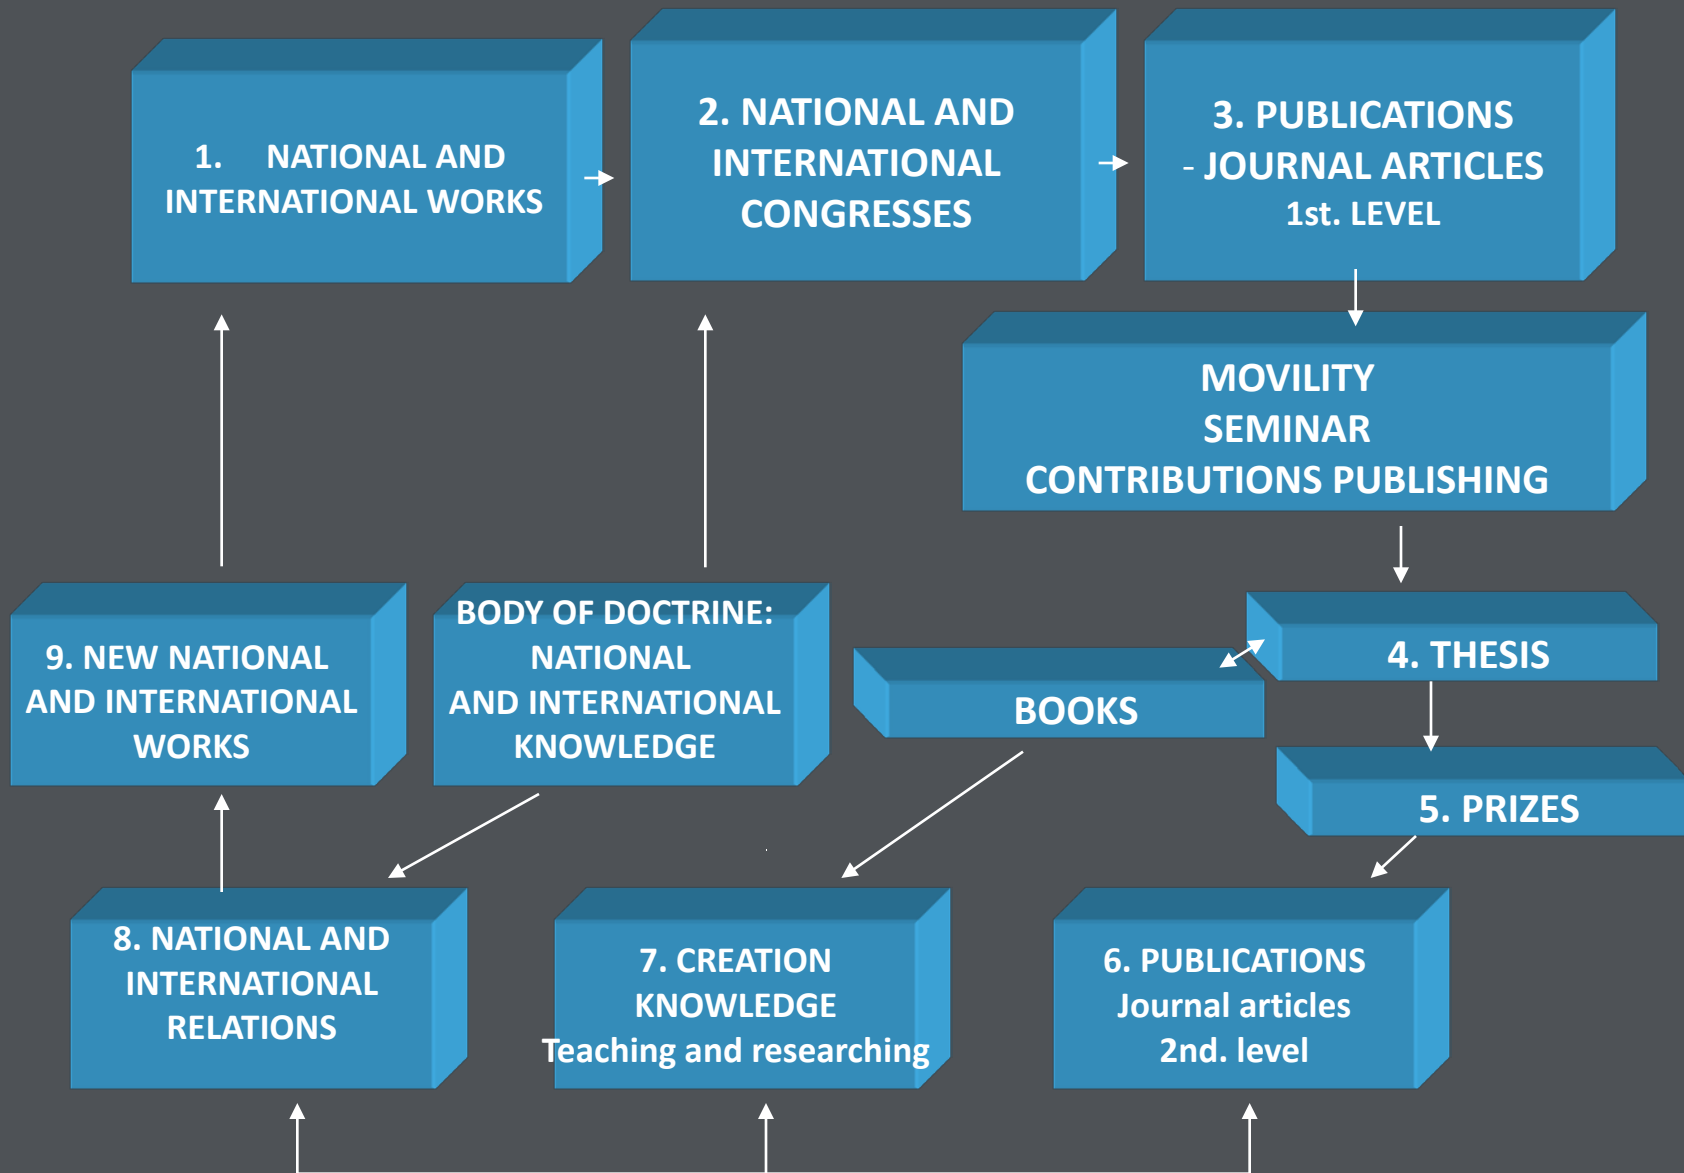 1. NATIONAL AND
INTERNATIONAL WORKS
2. NATIONAL AND
INTERNATIONAL
CONGRESSES
3. PUBLICATIONS
- JOURNAL ARTICLES
1st. LEVEL
MOVILITY
SEMINAR
CONTRIBUTIONS PUBLISHING
9. NEW NATIONAL
AND INTERNATIONAL
WORKS
BODY OF DOCTRINE:
NATIONAL
AND INTERNATIONAL
KNOWLEDGE
BOOKS
4. THESIS
5. PRIZES
8. NATIONAL AND
INTERNATIONAL
RELATIONS
7. CREATION
KNOWLEDGE
Teaching and researching
6. PUBLICATIONS
Journal articles
2nd. level